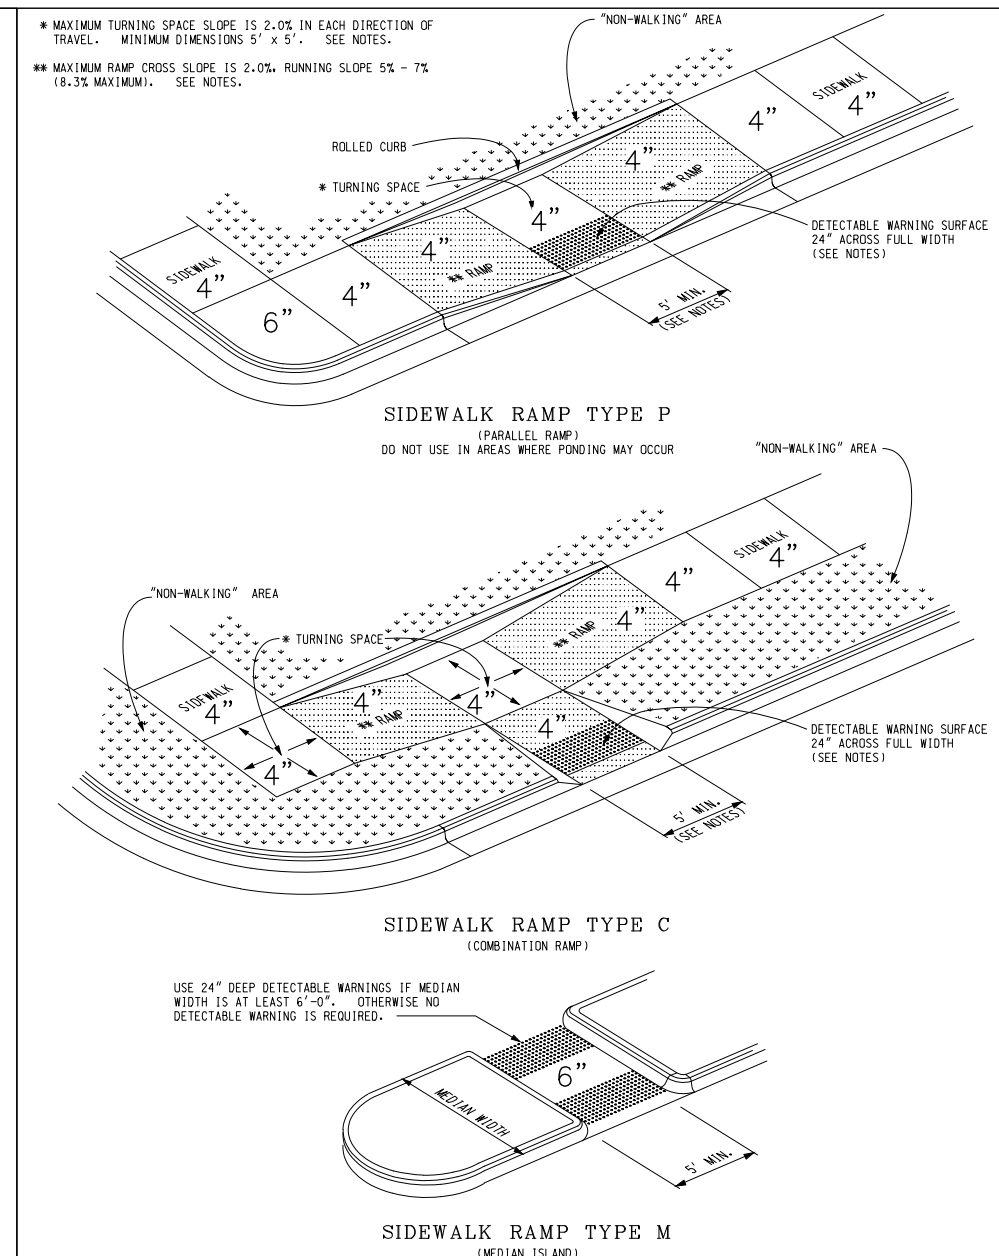 * MAXIMUM TURNING SPACE SLOPE IS 2.0% IN EACH DIRECTION OF
TRAVEL. MINIMUM DIMENSIONS 5' x 5'. SEE NOTES.
** MAXIMUM RAMP CROSS SLOPE IS 2.0%, RUNNING SLOPE 5% - 7%
(8.3% MAXIMUM). SEE NOTES.
"NON-WALKING" AREA
ROLLED CURB
* TURNING SPACE
SIDEWALK
4"
4"
4"
** RAMP
4"
4"
** RAMP
SIDEWALK
4"
4"
6"
DETECTABLE WARNING SURFACE
24" ACROSS FULL WIDTH
(SEE NOTES)
5' MIN.
(SEE NOTES)
SIDEWALK RAMP TYPE P
(PARALLEL RAMP)
DO NOT USE IN AREAS WHERE PONDING MAY OCCUR
"NON-WALKING" AREA
"NON-WALKING" AREA
* TURNING SPACE
SIDEWALK
4"
4"
** RAMP
4"
4"
4"
4"
** RAMP
SIDEWALK
4"
4"
DETECTABLE WARNING SURFACE
24" ACROSS FULL WIDTH
(SEE NOTES)
5' MIN.
(SEE NOTES)
SIDEWALK RAMP TYPE C
(COMBINATION RAMP)
USE 24" DEEP DETECTABLE WARNINGS IF MEDIAN
WIDTH IS AT LEAST 6'-0". OTHERWISE NO
DETECTABLE WARNING IS REQUIRED.
6"
MEDIAN WIDTH
5' MIN.
SIDEWALK RAMP TYPE M
(MEDIAN ISLAND)